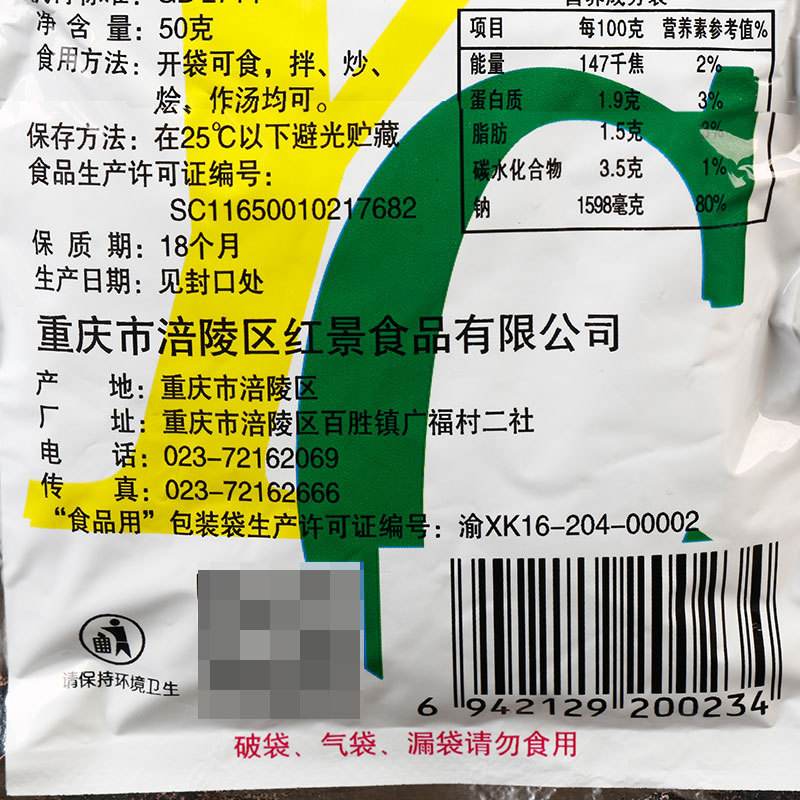 净含量：50克
食用方法：开袋可食，拌、炒、
烩、作汤均可。
保存方法：在25℃以下避光贮藏
食品生产许可证编号：
SC11650010217682
保质期：18个月
生产日期：见封口处
项目 每100克 营养素参考值%
能量 147千焦 2%
蛋白质 1.9克 3%
脂肪 1.5克
碳水化合物 3.5克 1%
钠 1598毫克 80%
重庆市涪陵区红景食品有限公司
产地：重庆市涪陵区
厂址：重庆市涪陵区百胜镇广福村二社
电话：023-72162069
传真：023-72162666
“食品用”包装袋生产许可证编号：渝XK16-204-00002
请保持环境卫生
6 942129 200234
破袋、气袋、漏袋请勿食用